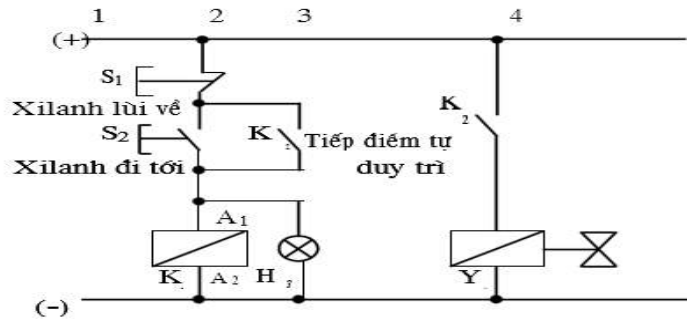 1 2 3 4
(+)
S1
Xilanh lùi về
K2
S2 K Tiếp điểm tự
Xilanh đi tới duy trì
A1
K A2 H Y
(-)